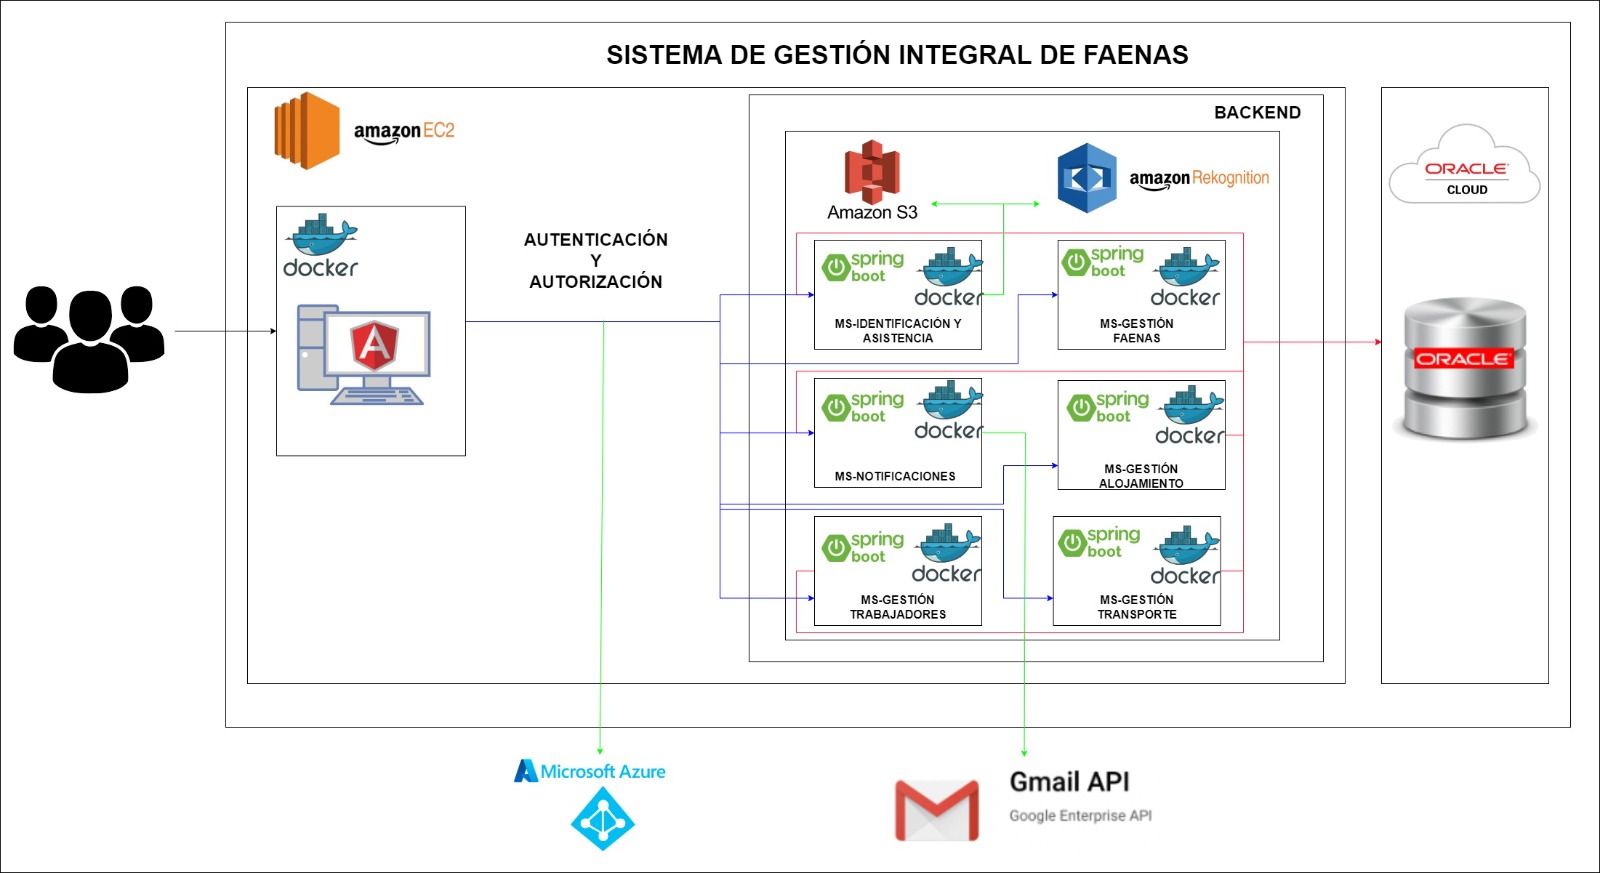 SISTEMA DE GESTIÓN INTEGRAL DE FAENAS
amazon EC2
docker
AUTENTICACIÓN
Y
AUTORIZACIÓN
BACKEND
Amazon S3
amazon Rekognition
spring
boot
docker
MS-IDENTIFICACIÓN Y
ASISTENCIA
spring
boot
docker
MS-GESTIÓN
FAENAS
spring
boot
docker
MS-NOTIFICACIONES
spring
boot
docker
MS-GESTIÓN
ALOJAMIENTO
spring
boot
docker
MS-GESTIÓN
TRABAJADORES
spring
boot
docker
MS-GESTIÓN
TRANSPORTE
ORACLE
CLOUD
ORACLE
Microsoft Azure
Gmail API
Google Enterprise API